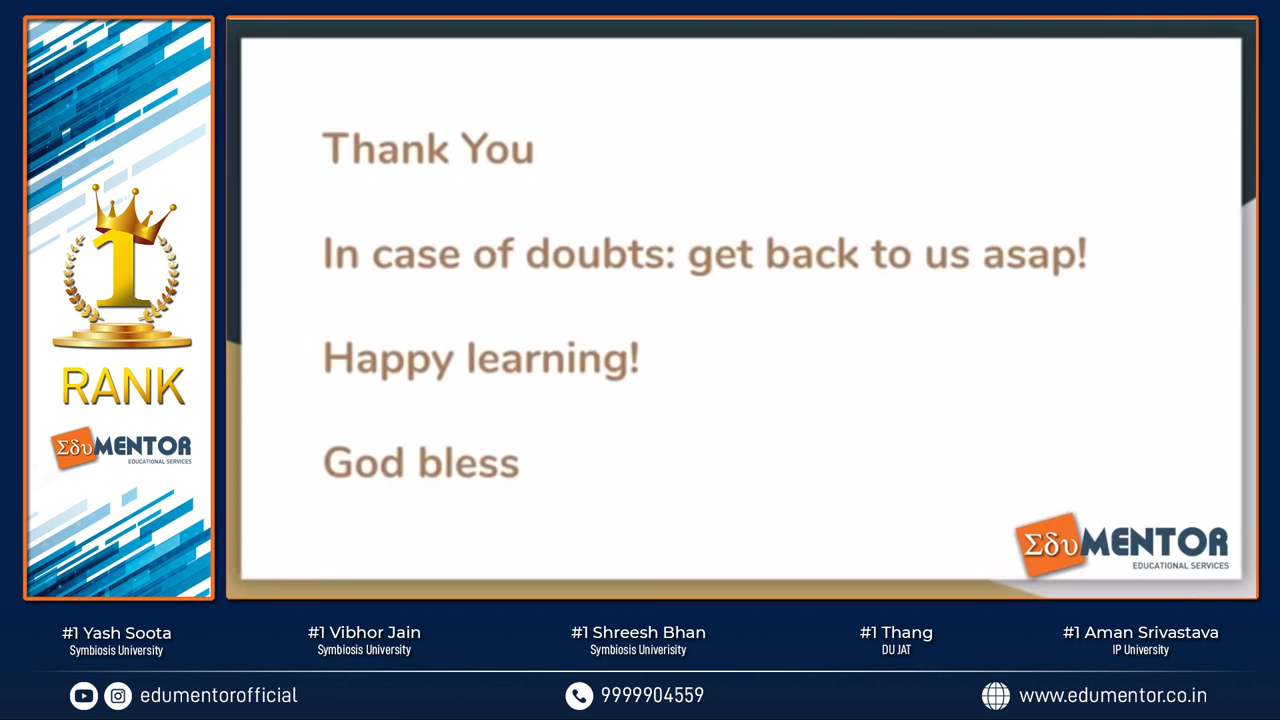 1
RANK
ΣδυMENTOR
EDUCATIONAL SERVICES
Thank You
In case of doubts: get back to us asap!
Happy learning!
God bless
ΣδυMENTOR
EDUCATIONAL SERVICES
#1 Yash Soota
Symbiosis University
#1 Vibhor Jain
Symbiosis University
#1 Shreesh Bhan
Symbiosis Univerisity
#1 Thang
DU JAT
#1 Aman Srivastava
IP University
edumentorofficial
9999904559
www.edumentor.co.in